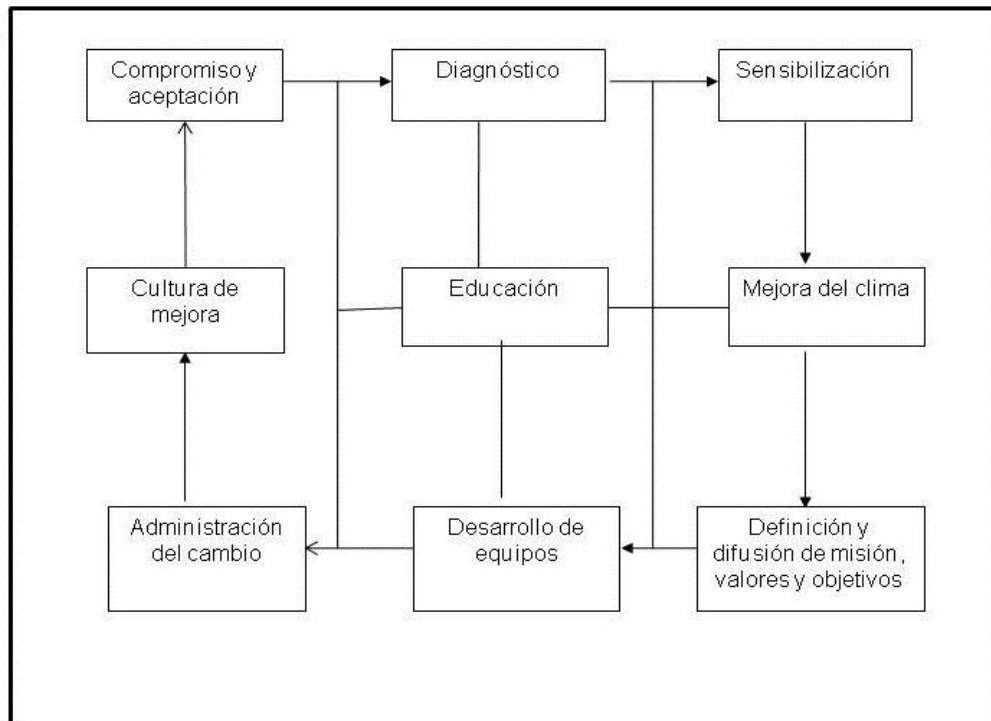 Compromiso y
aceptación
Diagnóstico
Sensibilización
Cultura de
mejora
Educación
Mejora del clima
Administración
del cambio
Desarrollo de
equipos
Definición y
difusión de misión,
valores y objetivos